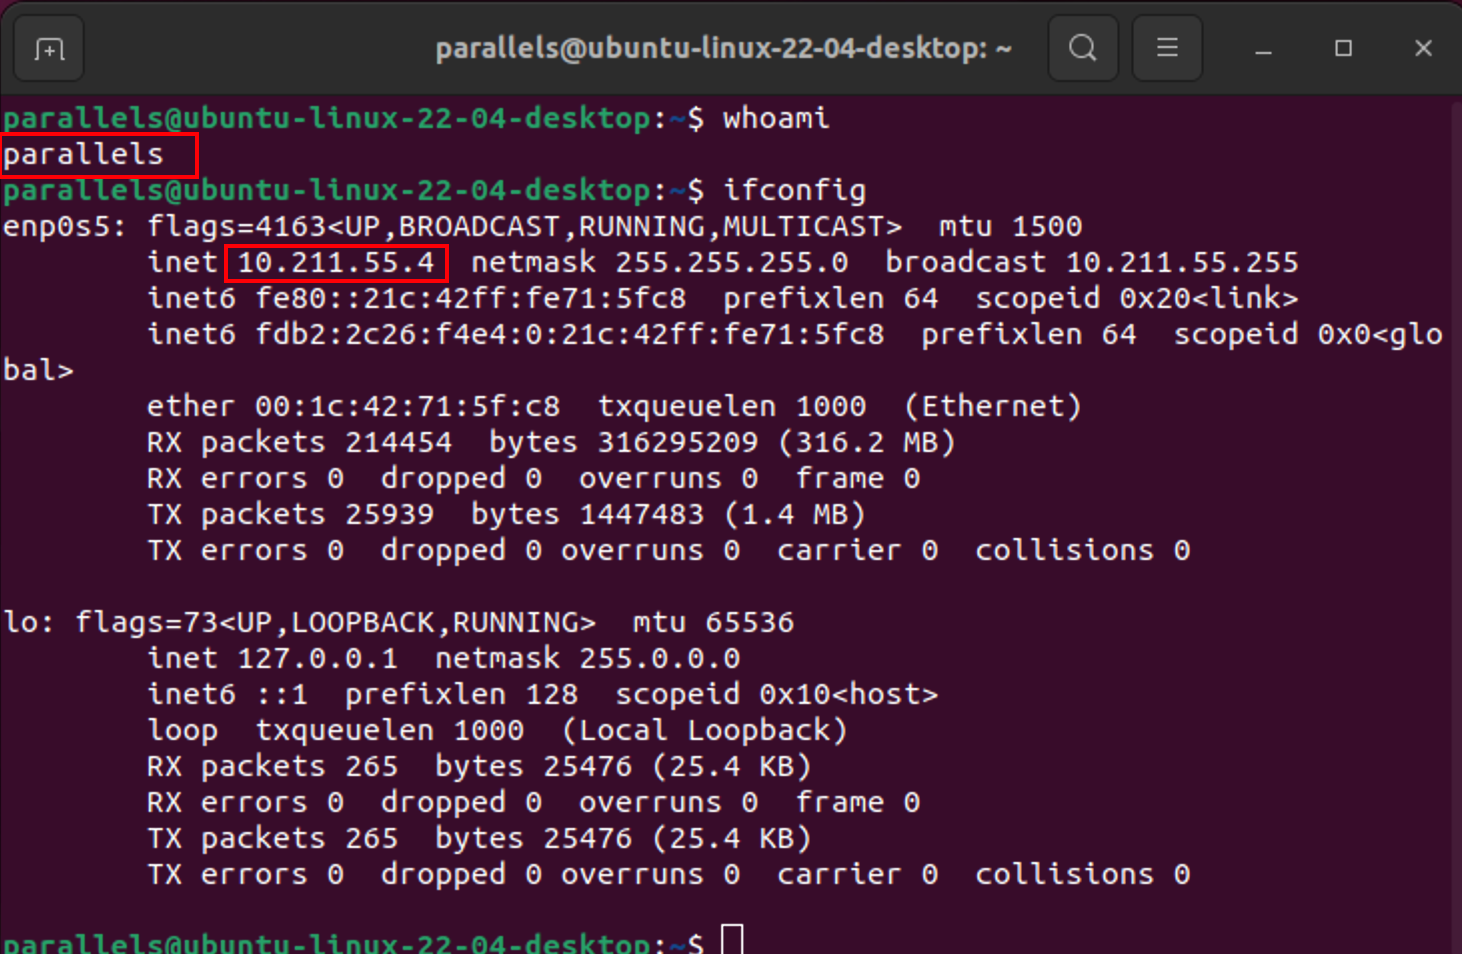 parallels@ubuntu-linux-22-04-desktop: ~
parallels@ubuntu-linux-22-04-desktop:~$ whoami
parallels
parallels@ubuntu-linux-22-04-desktop:~$ ifconfig
enp0s5: flags=4163<UP,BROADCAST,RUNNING,MULTICAST>  mtu 1500
        inet 10.211.55.4  netmask 255.255.255.0  broadcast 10.211.55.255
        inet6 fe80::21c:42ff:fe71:5fc8  prefixlen 64  scopeid 0x20<link>
        inet6 fdb2:2c26:f4e4:0:21c:42ff:fe71:5fc8  prefixlen 64  scopeid 0x0<glo
bal>
        ether 00:1c:42:71:5f:c8  txqueuelen 1000  (Ethernet)
        RX packets 214454  bytes 316295209 (316.2 MB)
        RX errors 0  dropped 0  overruns 0  frame 0
        TX packets 25939  bytes 1447483 (1.4 MB)
        TX errors 0  dropped 0 overruns 0  carrier 0  collisions 0
lo: flags=73<UP,LOOPBACK,RUNNING>  mtu 65536
        inet 127.0.0.1  netmask 255.0.0.0
        inet6 ::1  prefixlen 128  scopeid 0x10<host>
        loop  txqueuelen 1000  (Local Loopback)
        RX packets 265  bytes 25476 (25.4 KB)
        RX errors 0  dropped 0  overruns 0  frame 0
        TX packets 265  bytes 25476 (25.4 KB)
        TX errors 0  dropped 0 overruns 0  carrier 0  collisions 0
parallels@ubuntu-linux-22-04-desktop:~$